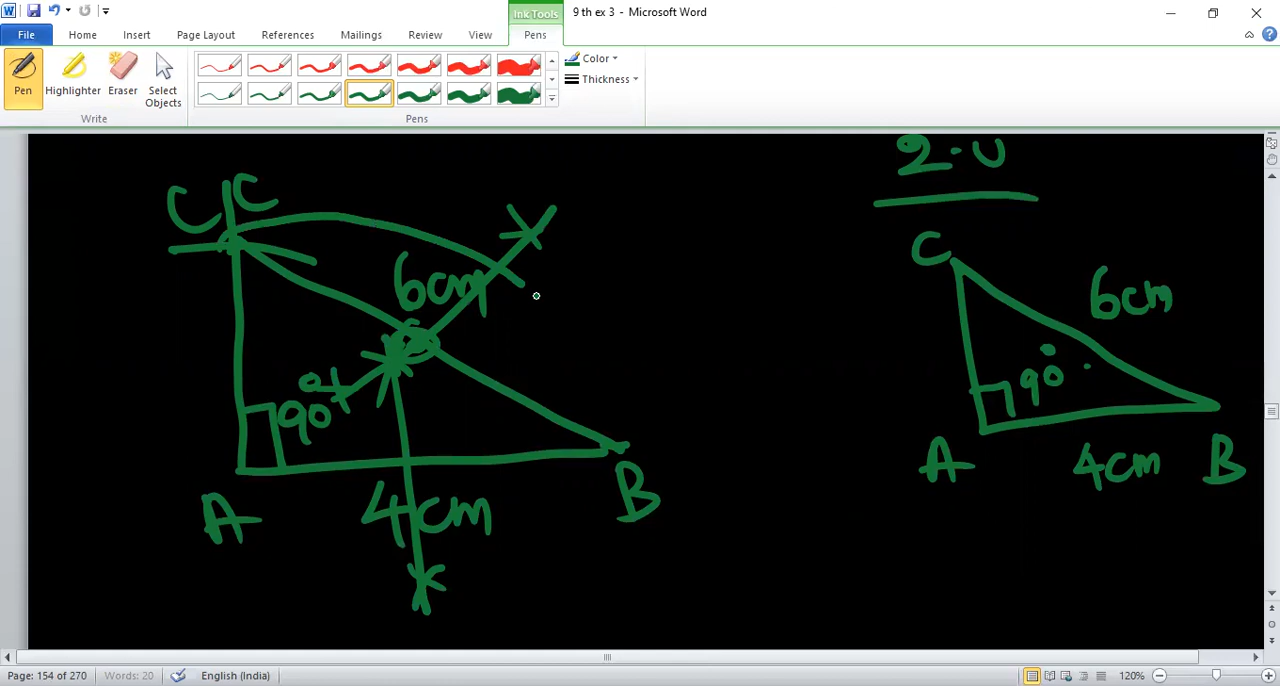 Ink Tools
9 th ex 3 - Microsoft Word
File Home Insert Page Layout References Mailings Review View Pens
Pen
Highlighter
Eraser
Select Objects
Color
Thickness
Write
Pens
2.0
C C
6cm
90°
A
4cm
B
C
6cm
90°
A
4cm
B
Page: 154 of 270
Words: 20
English (India)
120%